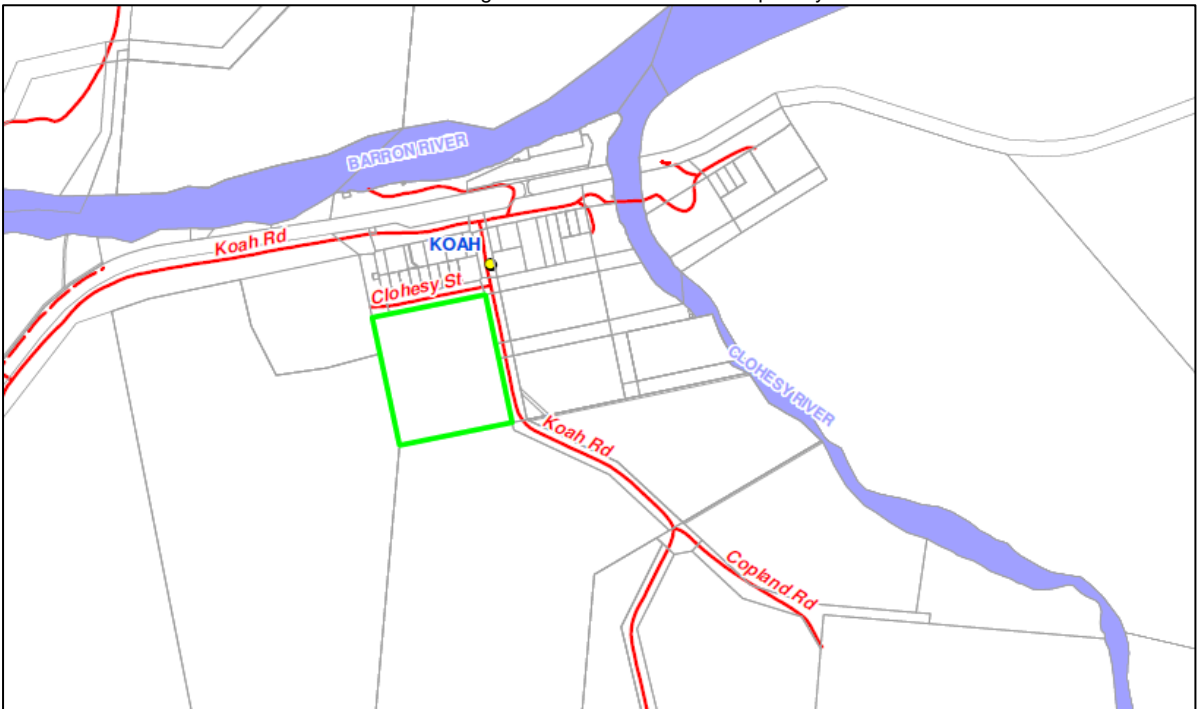 BARRON RIVER
Koah Rd
KOAH
Clohesy St
CLOHESY RIVER
Koah Rd
Copland Rd